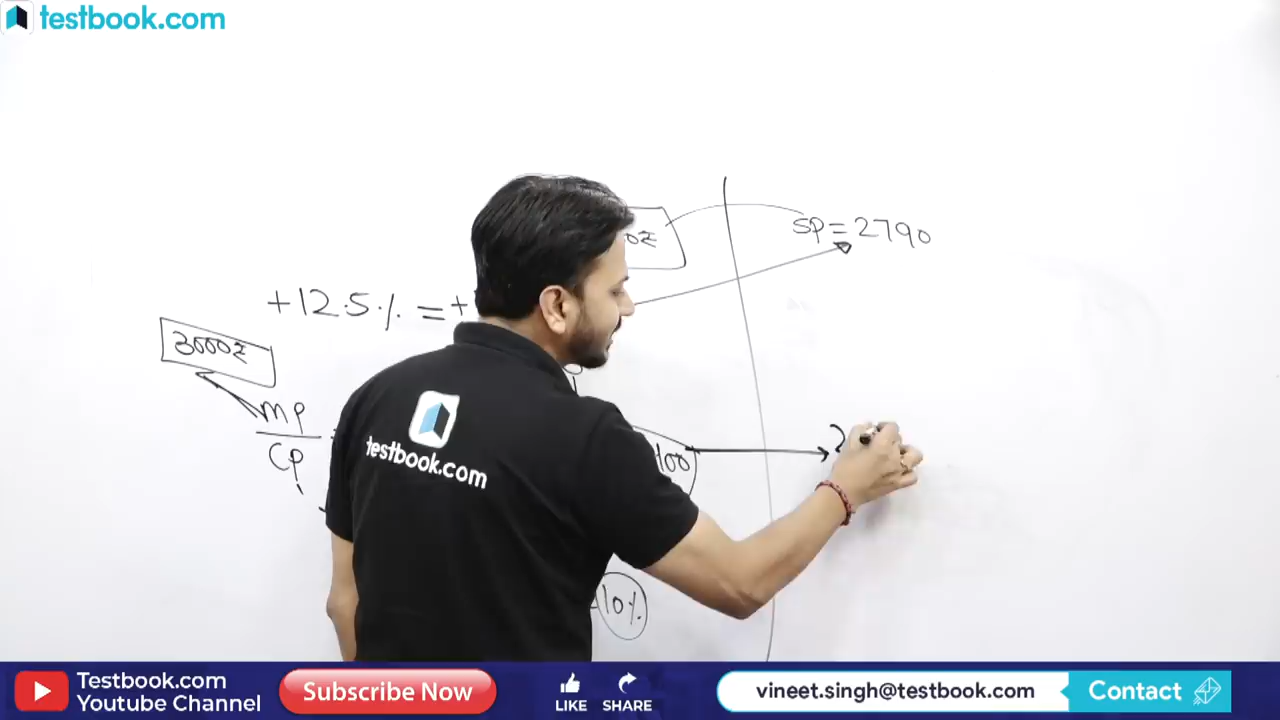 testbook.com
SP = 2790
+12.5% = +
3000₹
MP
CP
100
10%
testbook.com
Testbook.com
Youtube Channel
Subscribe Now
LIKE
SHARE
vineet.singh@testbook.com
Contact